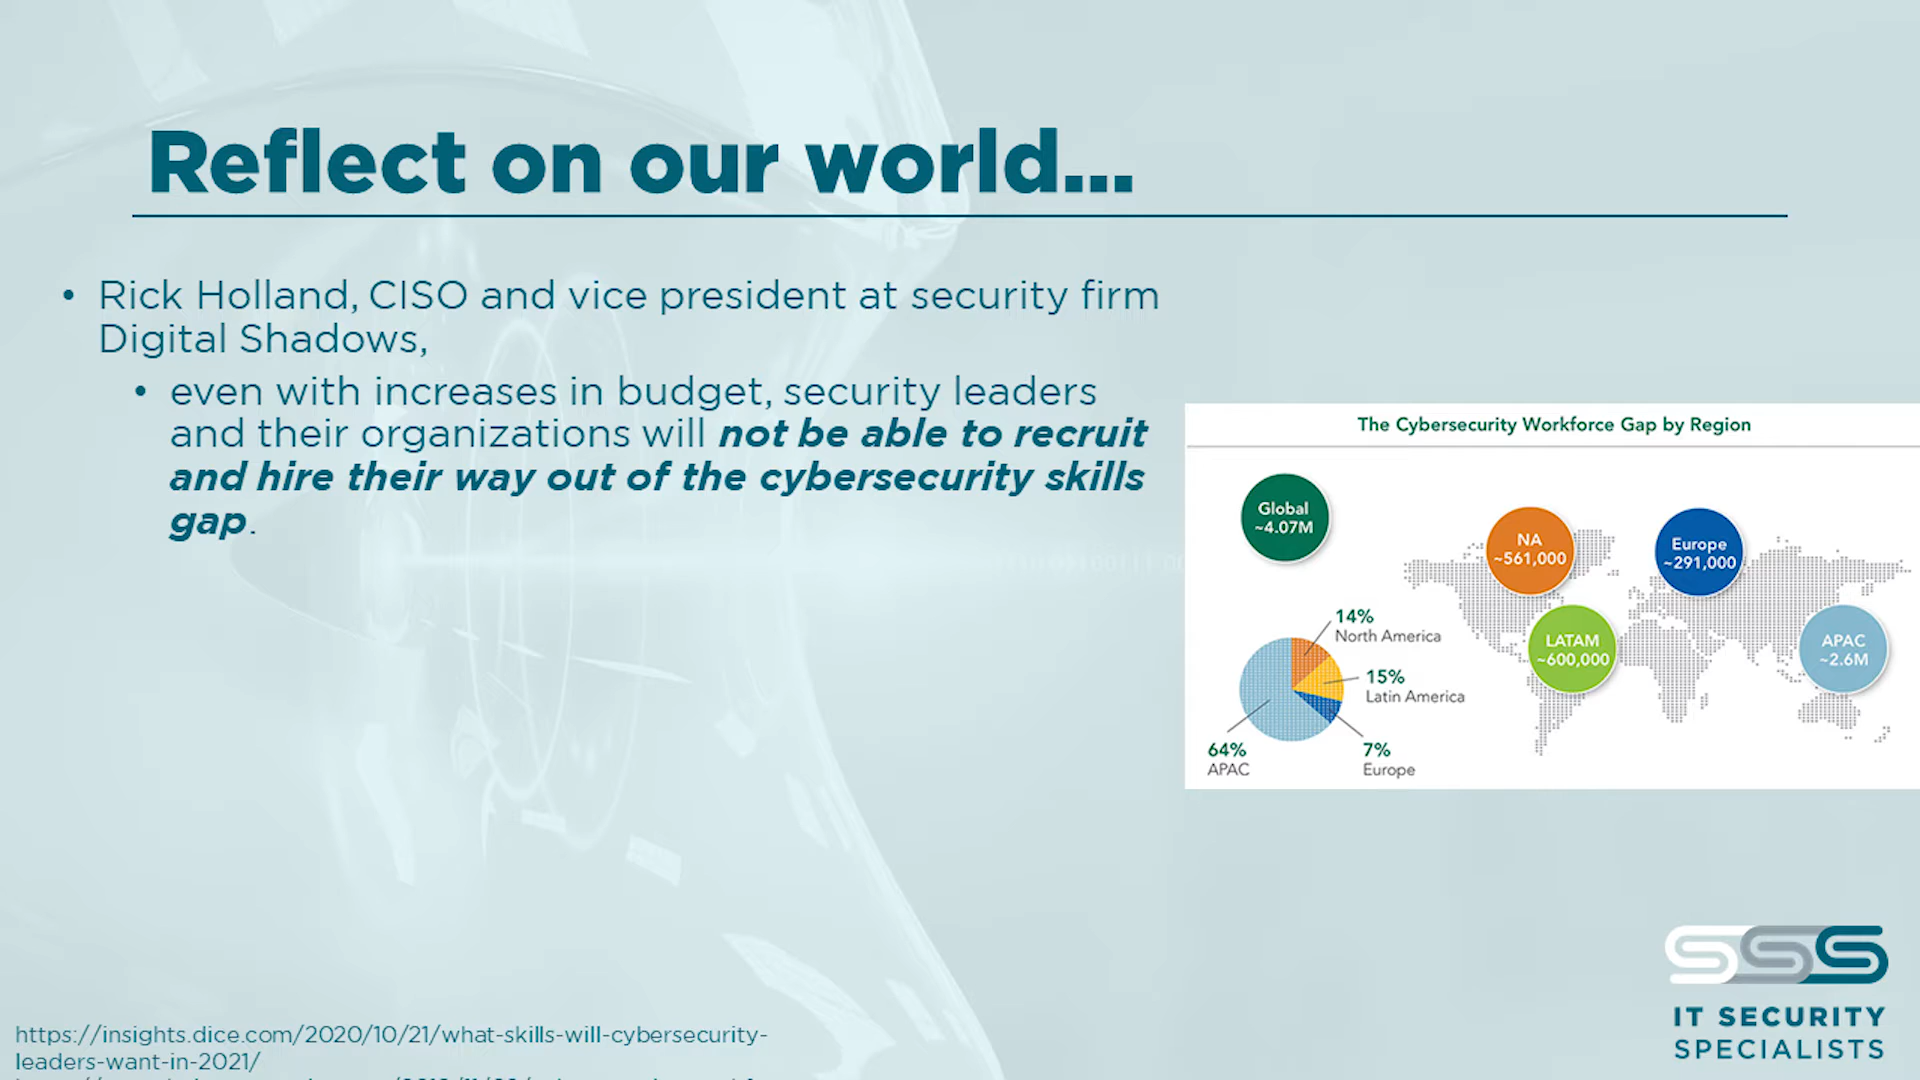 Reflect on our world...
• Rick Holland, CISO and vice president at security firm
Digital Shadows,
• even with increases in budget, security leaders
and their organizations will not be able to recruit
and hire their way out of the cybersecurity skills
gap.
The Cybersecurity Workforce Gap by Region
Global
~4.07M
NA
~561,000
Europe
~291,000
LATAM
~600,000
APAC
~2.6M
14%
North America
15%
Latin America
64%
APAC
7%
Europe
https://insights.dice.com/2020/10/21/what-skills-will-cybersecurity-
leaders-want-in-2021/
SSS
IT SECURITY
SPECIALISTS